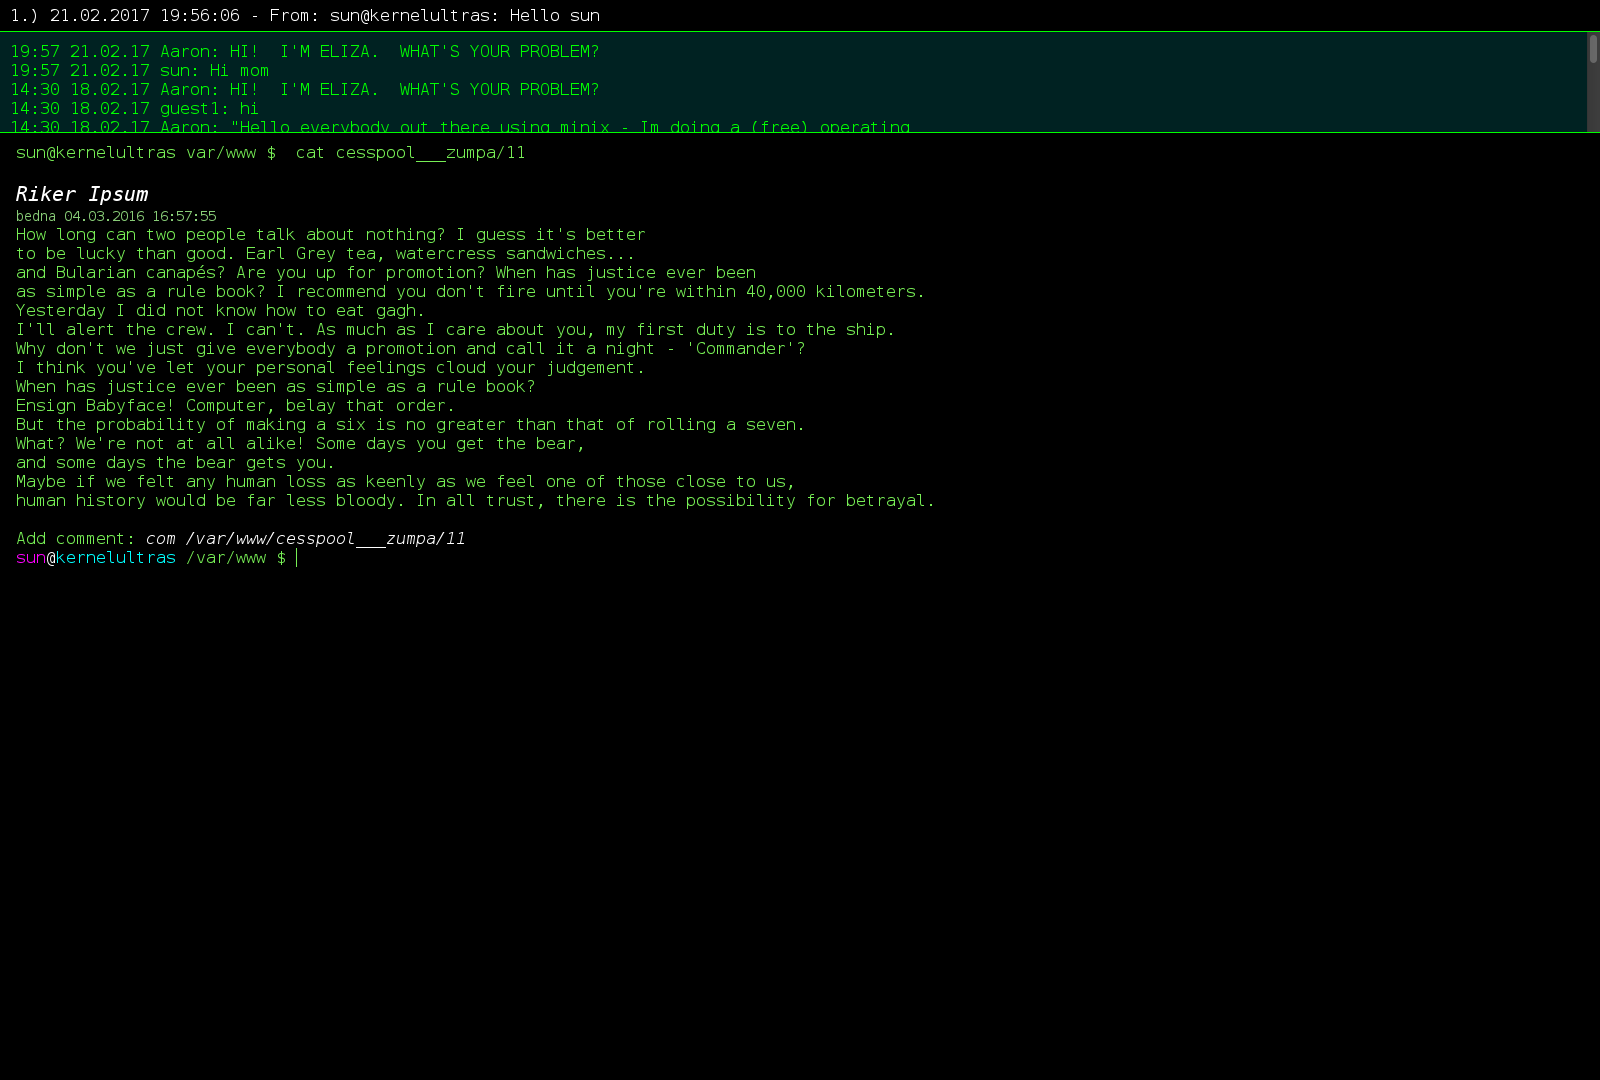 1.) 21.02.2017 19:56:06 - From: sun@kernelultras: Hello sun
19:57 21.02.17 Aaron: HI!  I'M ELIZA.  WHAT'S YOUR PROBLEM?
19:57 21.02.17 sun: Hi mom
14:30 18.02.17 Aaron: HI!  I'M ELIZA.  WHAT'S YOUR PROBLEM?
14:30 18.02.17 guest1: hi
14:30 18.02.17 Aaron: "Hello everybody out there using minix - Im doing a (free) operating
sun@kernelultras var/www $  cat cesspool___zumpa/11
Riker Ipsum
bedna 04.03.2016 16:57:55
How long can two people talk about nothing? I guess it's better
to be lucky than good. Earl Grey tea, watercress sandwiches...
and Bularian canapés? Are you up for promotion? When has justice ever been
as simple as a rule book? I recommend you don't fire until you're within 40,000 kilometers.
Yesterday I did not know how to eat gagh.
I'll alert the crew. I can't. As much as I care about you, my first duty is to the ship.
Why don't we just give everybody a promotion and call it a night - 'Commander'?
I think you've let your personal feelings cloud your judgement.
When has justice ever been as simple as a rule book?
Ensign Babyface! Computer, belay that order.
But the probability of making a six is no greater than that of rolling a seven.
What? We're not at all alike! Some days you get the bear,
and some days the bear gets you.
Maybe if we felt any human loss as keenly as we feel one of those close to us,
human history would be far less bloody. In all trust, there is the possibility for betrayal.
Add comment: com /var/www/cesspool___zumpa/11
sun@kernelultras /var/www $